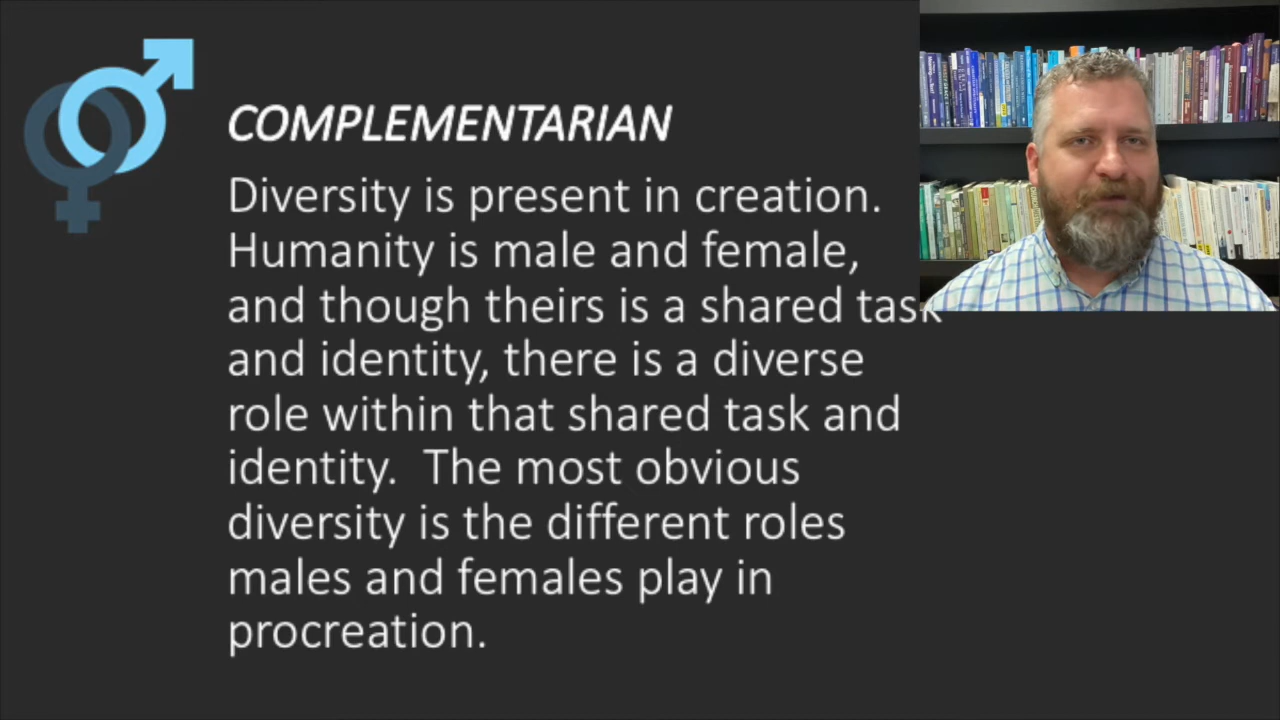 COMPLEMENTARIAN
Diversity is present in creation.
Humanity is male and female,
and though theirs is a shared task
and identity, there is a diverse
role within that shared task and
identity.  The most obvious
diversity is the different roles
males and females play in
procreation.